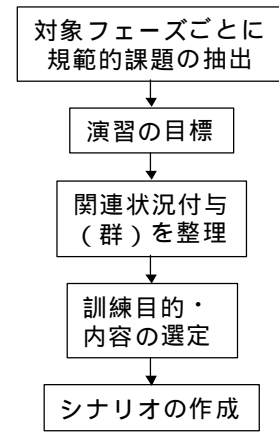 対象フェーズごとに
規範的課題の抽出
演習の目標
関連状況付与
（群）を整理
訓練目的・
内容の選定
シナリオの作成